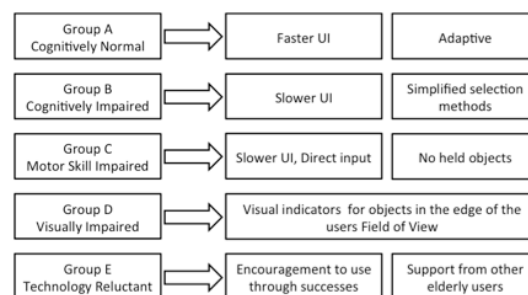 Group A
Cognitively Normal
Faster UI
Adaptive
Group B
Cognitively Impaired
Slower UI
Simplified selection
methods
Group C
Motor Skill Impaired
Slower UI, Direct input
No held objects
Group D
Visually Impaired
Visual indicators for objects in the edge of the
users Field of View
Group E
Technology Reluctant
Encouragement to use
through successes
Support from other
elderly users